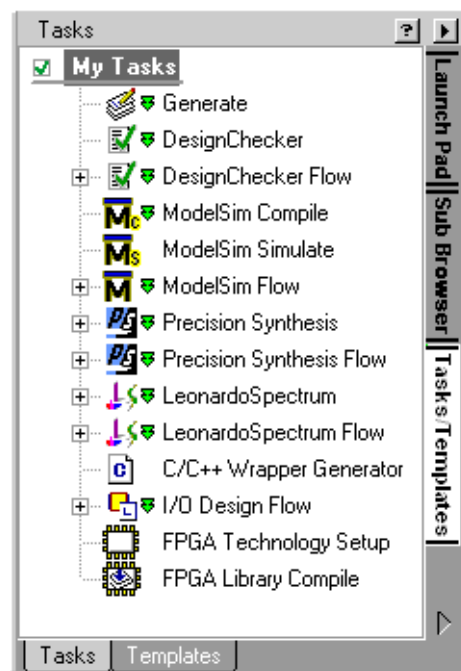 Tasks
My Tasks
Generate
DesignChecker
DesignChecker Flow
ModelSim Compile
ModelSim Simulate
ModelSim Flow
Precision Synthesis
Precision Synthesis Flow
LeonardoSpectrum
LeonardoSpectrum Flow
C/C++ Wrapper Generator
I/O Design Flow
FPGA Technology Setup
FPGA Library Compile
Tasks Templates
Launch Pad
Sub Browser
Tasks/Templates